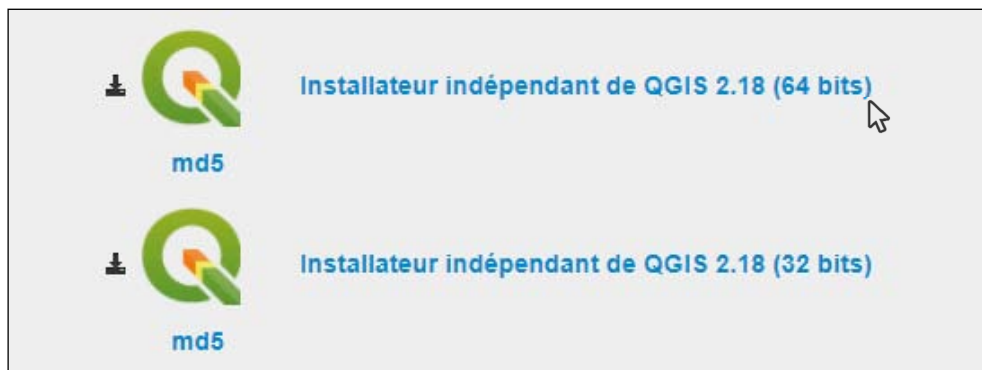 Installateur indépendant de QGIS 2.18 (64 bits)
md5
Installateur indépendant de QGIS 2.18 (32 bits)
md5